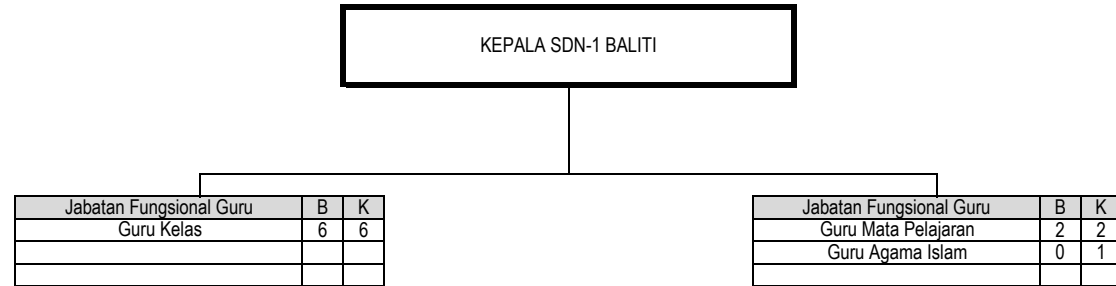 KEPALA SDN-1 BALITI
Jabatan Fungsional Guru B K
Guru Kelas 6 6
Jabatan Fungsional Guru B K
Guru Mata Pelajaran 2 2
Guru Agama Islam 0 1